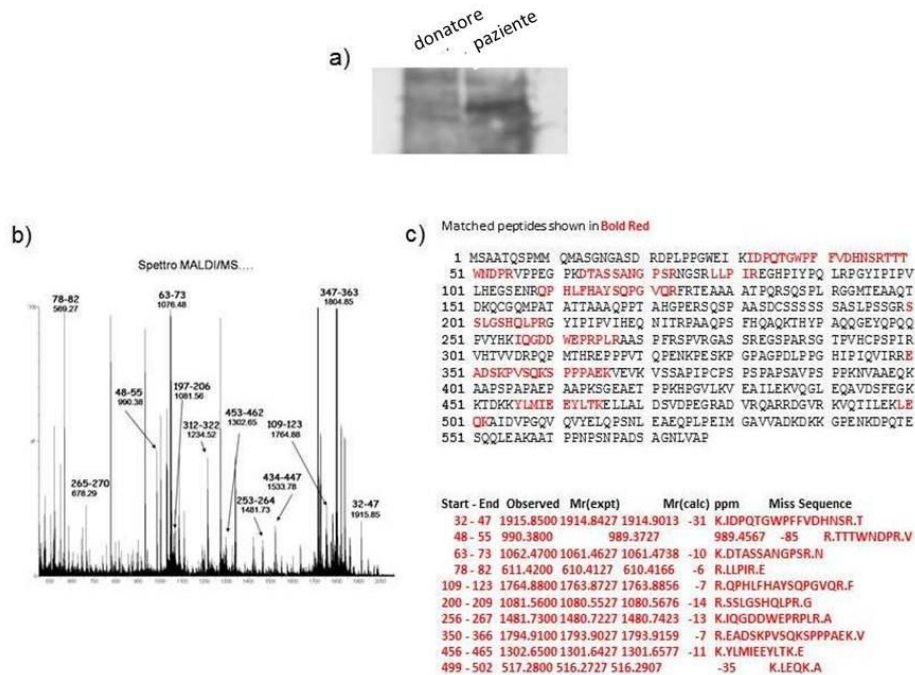 donatore paziente
a)
b)
Spettro MALDI/MS....
78-82
569.27
63-73
1076.48
347-363
1804.85
48-55
990.38
197-206
1081.56
453-462
1302.65
109-123
1764.88
312-322
1234.52
434-447
1533.78
265-270
678.29
253-264
1481.73
32-47
1915.85
c)
Matched peptides shown in Bold Red
1 MSAATQSPMM QMASGNGASD RDPLPPGWEI KIDPQTGWPF FVDHNSRTTT
51 WNDPRVPPEG PKDTASSANG PSRNGSRLLP IREGHPIYPQ LRPGYIPIPV
101 LHEGSENRQP HLFHAYSQPG VQRFRTEAAA ATPQRSQSPL RGGMTEAAQT
151 DKQCGQMPAT ATTAAAQPPT AHGPERSQSP AASDCSSSSS SASLPSSGRS
201 SLGSHQLPRG YIPIPVIHEQ NITRPAAQPS FHQAQKTHYP AQQGEYQPQQ
251 PVYHKIQGDD WEPRPLRAAS PFRSPVRGAS SREGSPARSG TPVHCPSPIR
301 VHTVVDRPQP MTHREPPPVT QPENKPESKP GPAGPDLPPG HIPIQVIRRE
351 ADSKPVSQKS PPPAEKVEVK VSSAPIPCPS PSPAPSAVPS PPKNVAAEQK
401 AAPSPAPAEP AAPKSGEAET PPKHPGVLKV EAILEKVQGL EQAVDSFEGK
451 KTDKKYLMIE EYLTKELLAL DSVDPEGRAD VRQARRDGVR KVQTILEKLE
501 QKAIDVPGQV QVYELQPSNL EAEQPLPEIM GAVVADKDKK GPENKDPQTE
551 SQQLEAKAAT PPNPSNPADS AGNLVAP
Start - End Observed Mr(expt) Mr(calc) ppm Miss Sequence
32 - 47 1915.8500 1914.8427 1914.9013 -31 K.IDPQTGWPFFVDHNSR.T
48 - 55 990.3800 989.3727 989.4567 -85 R.TTTWNDPR.V
63 - 73 1062.4700 1061.4627 1061.4738 -10 K.DTASSANGPSR.N
78 - 82 611.4200 610.4127 610.4166 -6 R.LLPIR.E
109 - 123 1764.8800 1763.8727 1763.8856 -7 R.QPHLFHAYSQPGVQR.F
200 - 209 1081.5600 1080.5527 1080.5676 -14 R.SSLGSHQLPR.G
256 - 267 1481.7300 1480.7227 1480.7423 -13 K.IQGDDWEPRPLR.A
350 - 366 1794.9100 1793.9027 1793.9159 -7 R.EADSKPVSQKSPPPAEK.V
456 - 465 1302.6500 1301.6427 1301.6577 -11 K.YLMIEEYLTK.E
499 - 502 517.2800 516.2727 516.2907 -35 K.LEQK.A